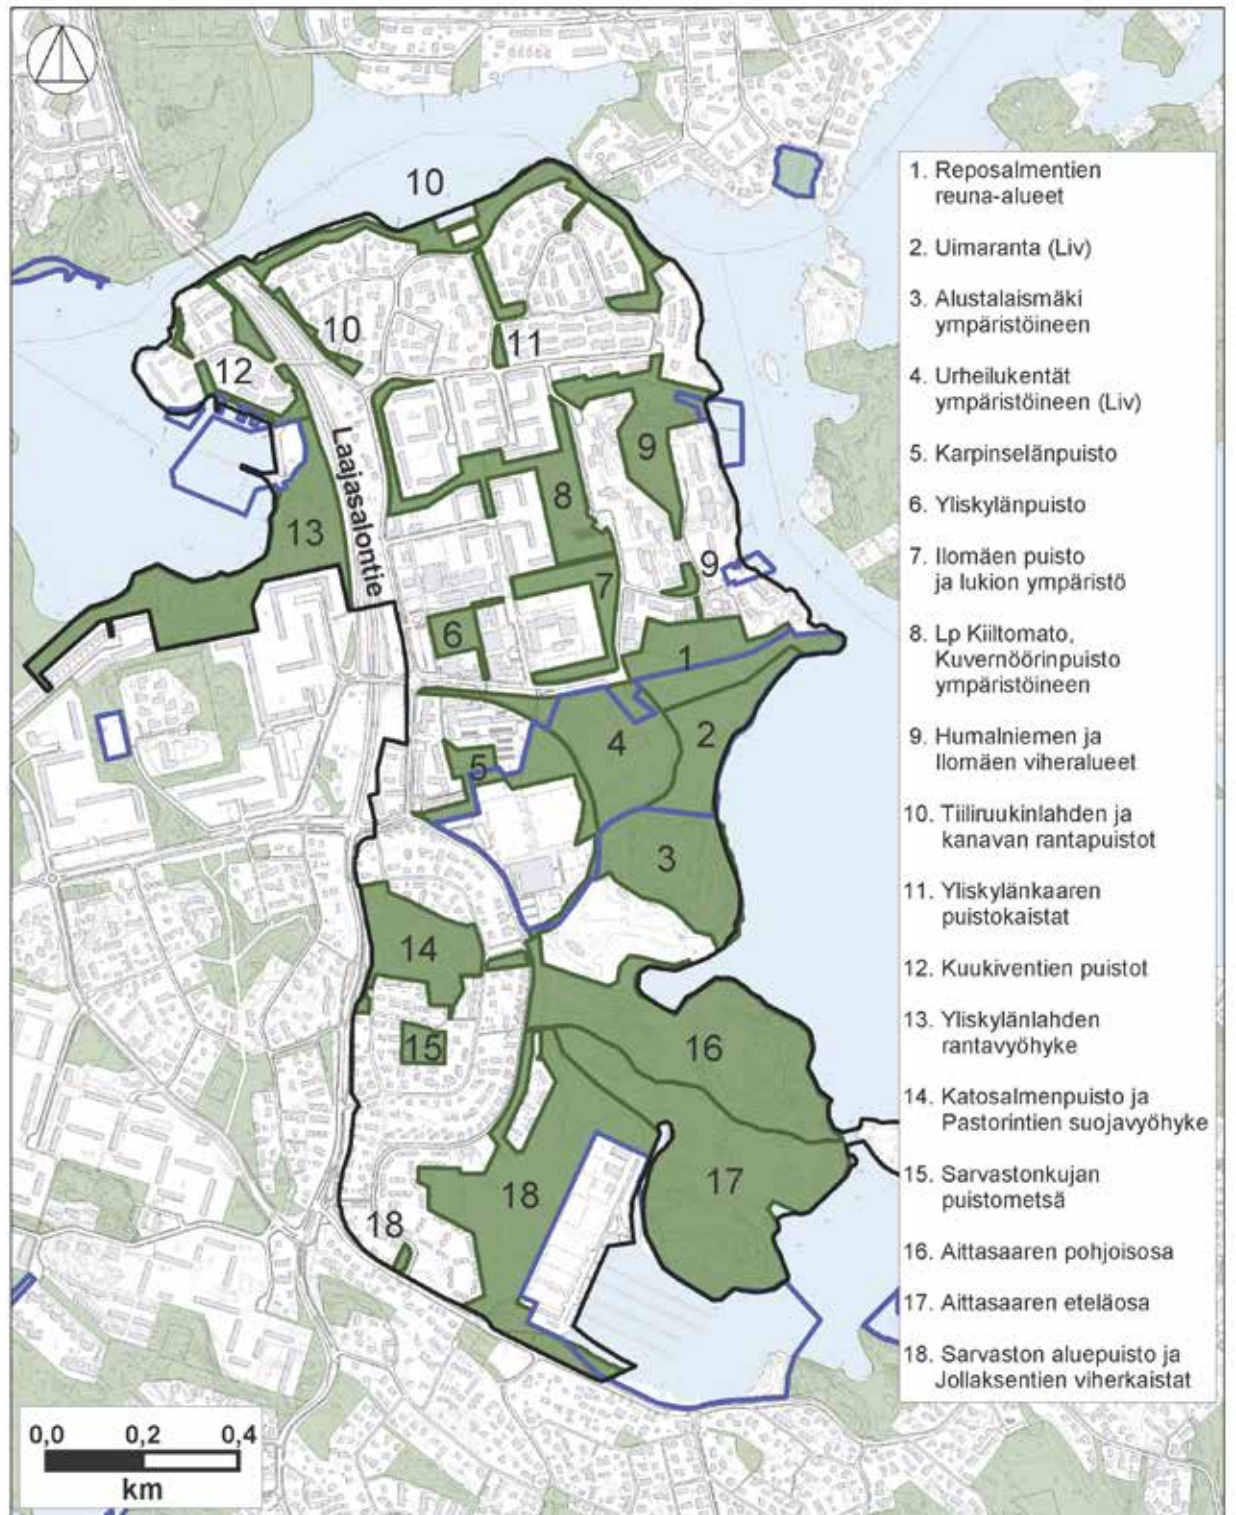 10
10
11
12
Laajasalontie
9
8
13
9
7
6
1
2
4
5
3
14
16
15
17
18
18
1. Reposalmentien
reuna-alueet
2. Uimaranta (Liv)
3. Alustalaismäki
ympäristöineen
4. Urheilukentät
ympäristöineen (Liv)
5. Karpinselänpuisto
6. Yliskylänpuisto
7. Ilomäen puisto
ja lukion ympäristö
8. Lp Kiiltomato,
Kuvernöörinpuisto
ympäristöineen
9. Humalniemen ja
Ilomäen viheralueet
10. Tiiliruukinlahden ja
kanavan rantapuistot
11. Yliskylänkaaren
puistokaistat
12. Kuukiventien puistot
13. Yliskylänlahden
rantavyöhyke
14. Katosalmenpuisto ja
Pastorintien suojavyöhyke
15. Sarvastonkujan
puistometsä
16. Aittasaaren pohjoisosa
17. Aittasaaren eteläosa
18. Sarvaston aluepuisto ja
Jollaksentien viherkaistat
0,0 0,2 0,4
km